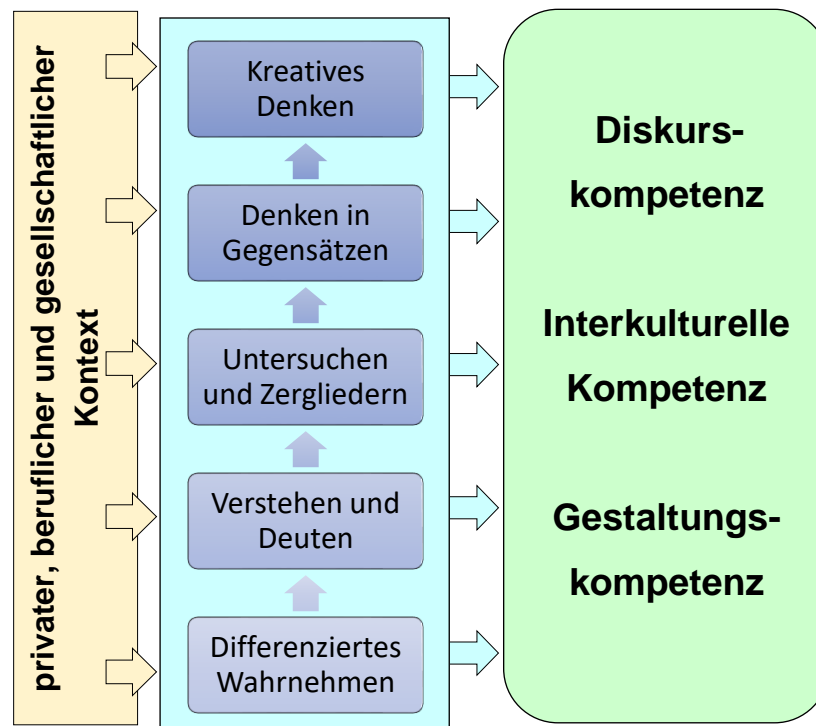 privater, beruflicher und gesellschaftlicher
Kontext
Kreatives
Denken
Denken in
Gegensätzen
Untersuchen
und Zergliedern
Verstehen und
Deuten
Differenziertes
Wahrnehmen
Diskurs-
kompetenz
Interkulturelle
Kompetenz
Gestaltungs-
kompetenz